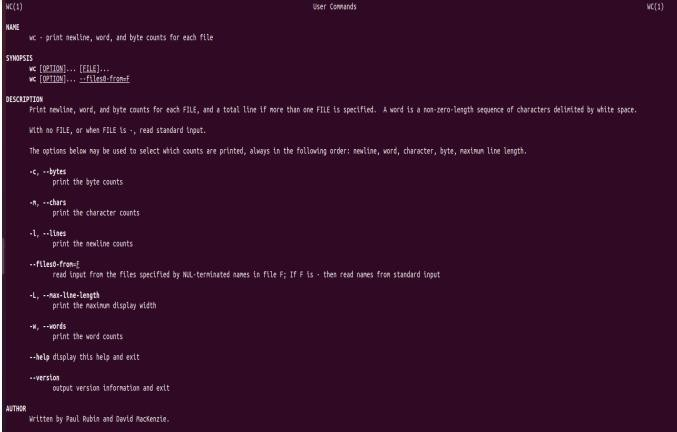 WC(1) User Commands WC(1)
NAME
wc - print newline, word, and byte counts for each file
SYNOPSIS
wc [OPTION]... [FILE]...
wc [OPTION]... --files0-from=F
DESCRIPTION
Print newline, word, and byte counts for each FILE, and a total line if more than one FILE is specified. A word is a non-zero-length sequence of characters delimited by white space.
With no FILE, or when FILE is -, read standard input.
The options below may be used to select which counts are printed, always in the following order: newline, word, character, byte, maximum line length.
-c, --bytes
print the byte counts
-m, --chars
print the character counts
-l, --lines
print the newline counts
--files0-from=F
read input from the files specified by NUL-terminated names in file F; If F is - then read names from standard input
-L, --max-line-length
print the maximum display width
-w, --words
print the word counts
--help display this help and exit
--version
output version information and exit
AUTHOR
Written by Paul Rubin and David MacKenzie.